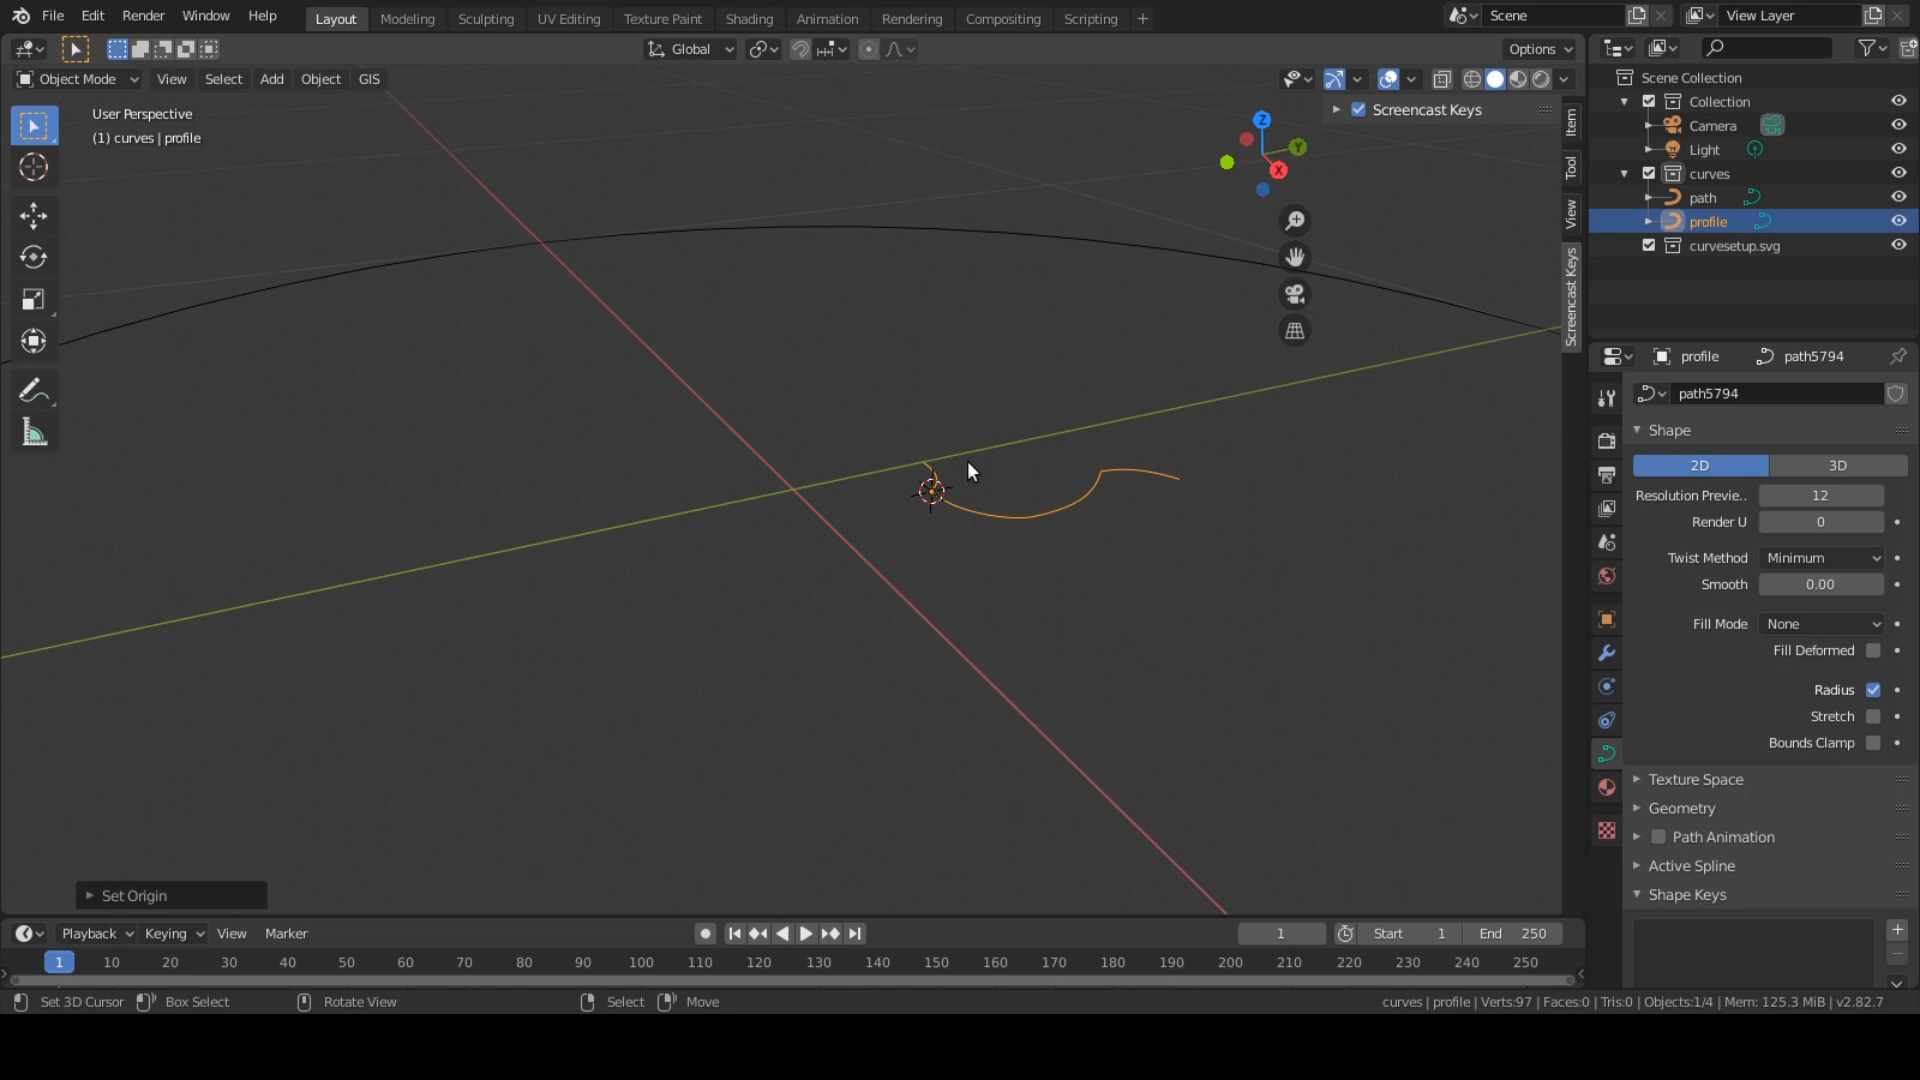 File Edit Render Window Help
Layout Modeling Sculpting UV Editing Texture Paint Shading Animation Rendering Compositing Scripting +
Scene
View Layer
Global
Options
Object Mode View Select Add Object GIS
User Perspective
(1) curves | profile
Screencast Keys
Z
Y
X
Item
Tool
View
Screencast Keys
Scene Collection
Collection
Camera
Light
curves
path
profile
curvesetup.svg
profile path5794
path5794
Shape
2D 3D
Resolution Previe.. 12
Render U 0
Twist Method Minimum
Smooth 0.00
Fill Mode None
Fill Deformed
Radius
Stretch
Bounds Clamp
Texture Space
Geometry
Path Animation
Active Spline
Shape Keys
Set Origin
Playback Keying View Marker
1 Start 1 End 250
1 10 20 30 40 50 60 70 80 90 100 110 120 130 140 150 160 170 180 190 200 210 220 230 240 250
Set 3D Cursor Box Select Rotate View Select Move
curves | profile | Verts:97 | Faces:0 | Tris:0 | Objects:1/4 | Mem: 125.3 MiB | v2.82.7